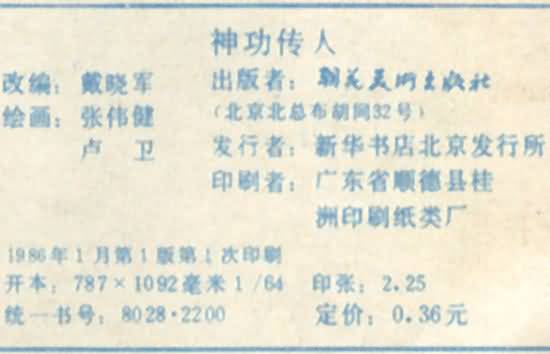 神功传人
改编：戴晓军
绘画：张伟健
卢 卫
出版者：朝花美术出版社
（北京北总布胡同32号）
发行者：新华书店北京发行所
印刷者：广东省顺德县桂
洲印刷纸类厂
1986年1月第1版第1次印刷
开本：787×1092毫米1/64 印张：2.25
统一书号：8028·2200 定价：0.36元